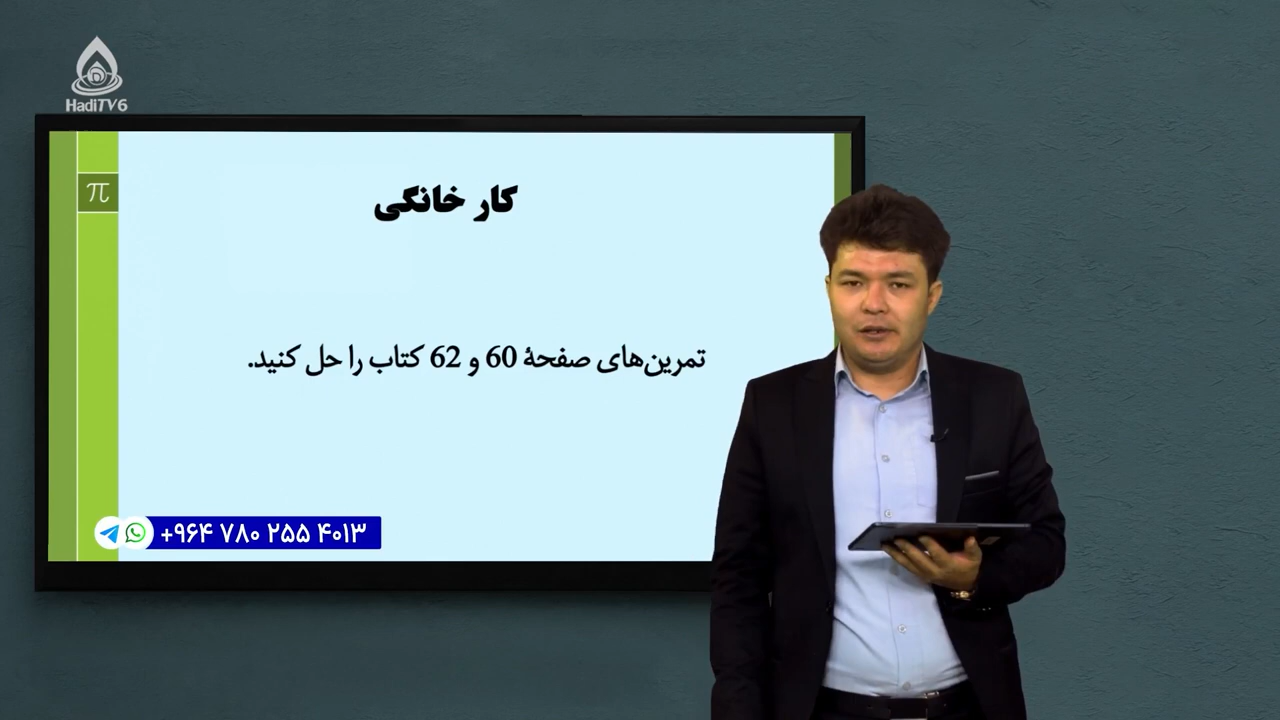 HadiTV6
π
کار خانگی
تمرین‌های صفحهٔ 60 و 62 کتاب را حل کنید.
+۹۶۴ ۷۸۰ ۲۵۵ ۴۰۱۳